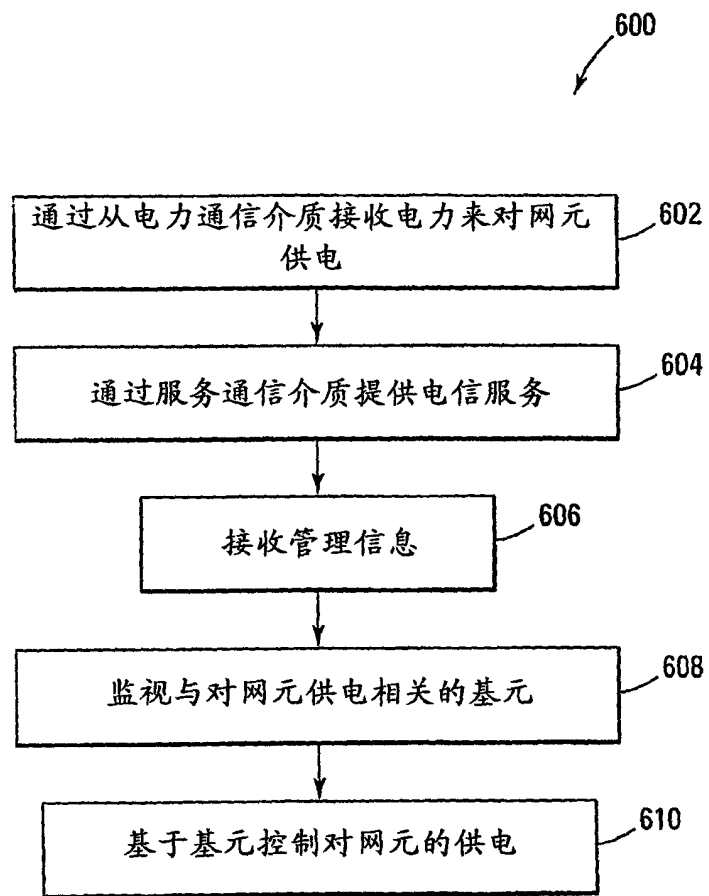 600
通过从电力通信介质接收电力来对网元
供电
602
通过服务通信介质提供电信服务
604
接收管理信息
606
监视与对网元供电相关的基元
608
基于基元控制对网元的供电
610